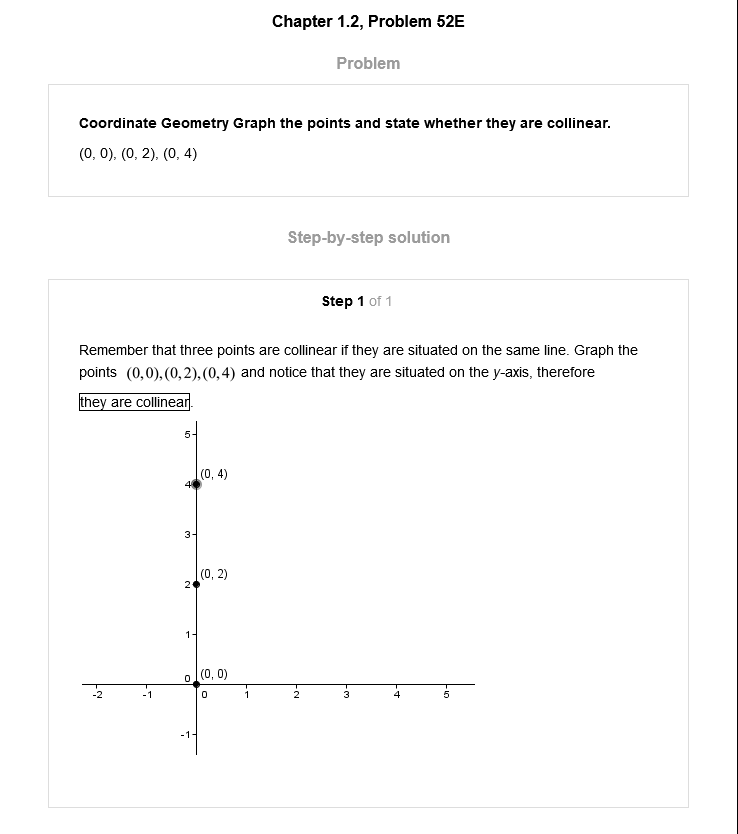 Chapter 1.2, Problem 52E
Problem
Coordinate Geometry Graph the points and state whether they are collinear.
(0, 0), (0, 2), (0, 4)
Step-by-step solution
Step 1 of 1
Remember that three points are collinear if they are situated on the same line. Graph the
points (0,0),(0,2),(0,4) and notice that they are situated on the y-axis, therefore
they are collinear.
5
(0, 4)
4
3
(0, 2)
2
1
(0, 0)
0
-2 -1 0 1 2 3 4 5
-1